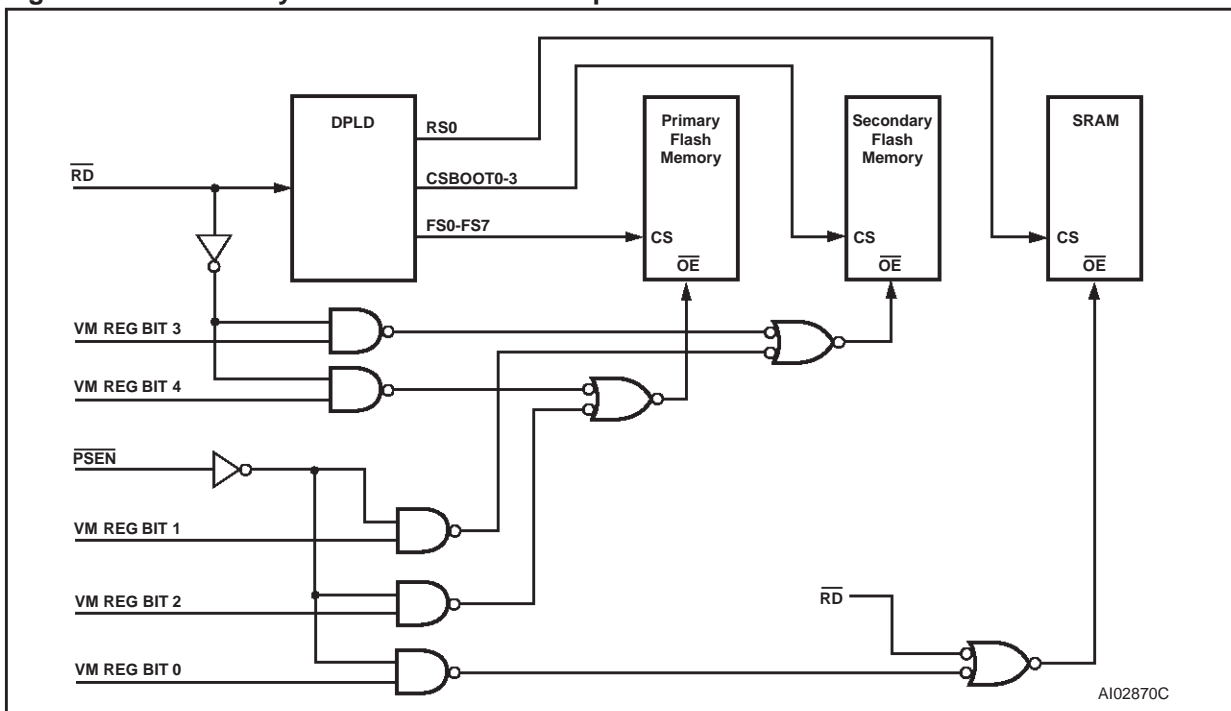 DPLD
RS0
CSBOOT0-3
FS0-FS7
Primary
Flash
Memory
CS
OE
Secondary
Flash
Memory
CS
OE
SRAM
CS
OE
RD
VM REG BIT 3
VM REG BIT 4
PSEN
VM REG BIT 1
VM REG BIT 2
VM REG BIT 0
RD
AI02870C